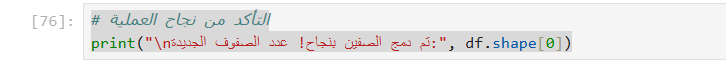 [76]:
# التأكد من نجاح العملية
print("\nتم دمج الصفين بنجاح! عدد الصفوف الجديدة:", df.shape[0])